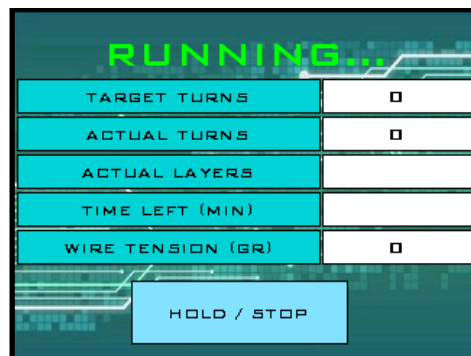 RUNNING...
TARGET TURNS 0
ACTUAL TURNS 0
ACTUAL LAYERS
TIME LEFT (MIN)
WIRE TENSION (GR) 0
HOLD / STOP